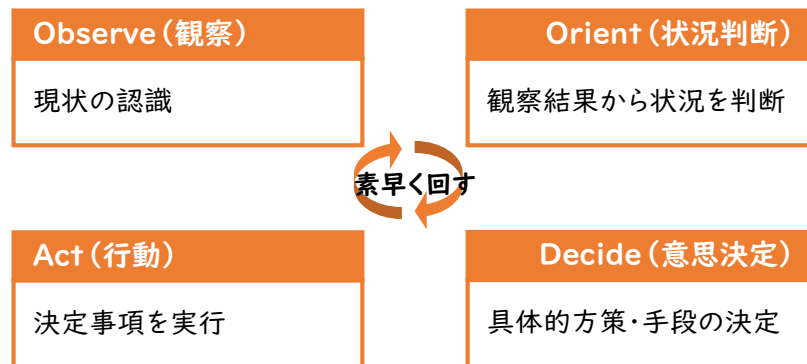 Observe(観察)
現状の認識
Orient(状況判断)
観察結果から状況を判断
素早く回す
Act(行動)
決定事項を実行
Decide(意思決定)
具体的方策・手段の決定